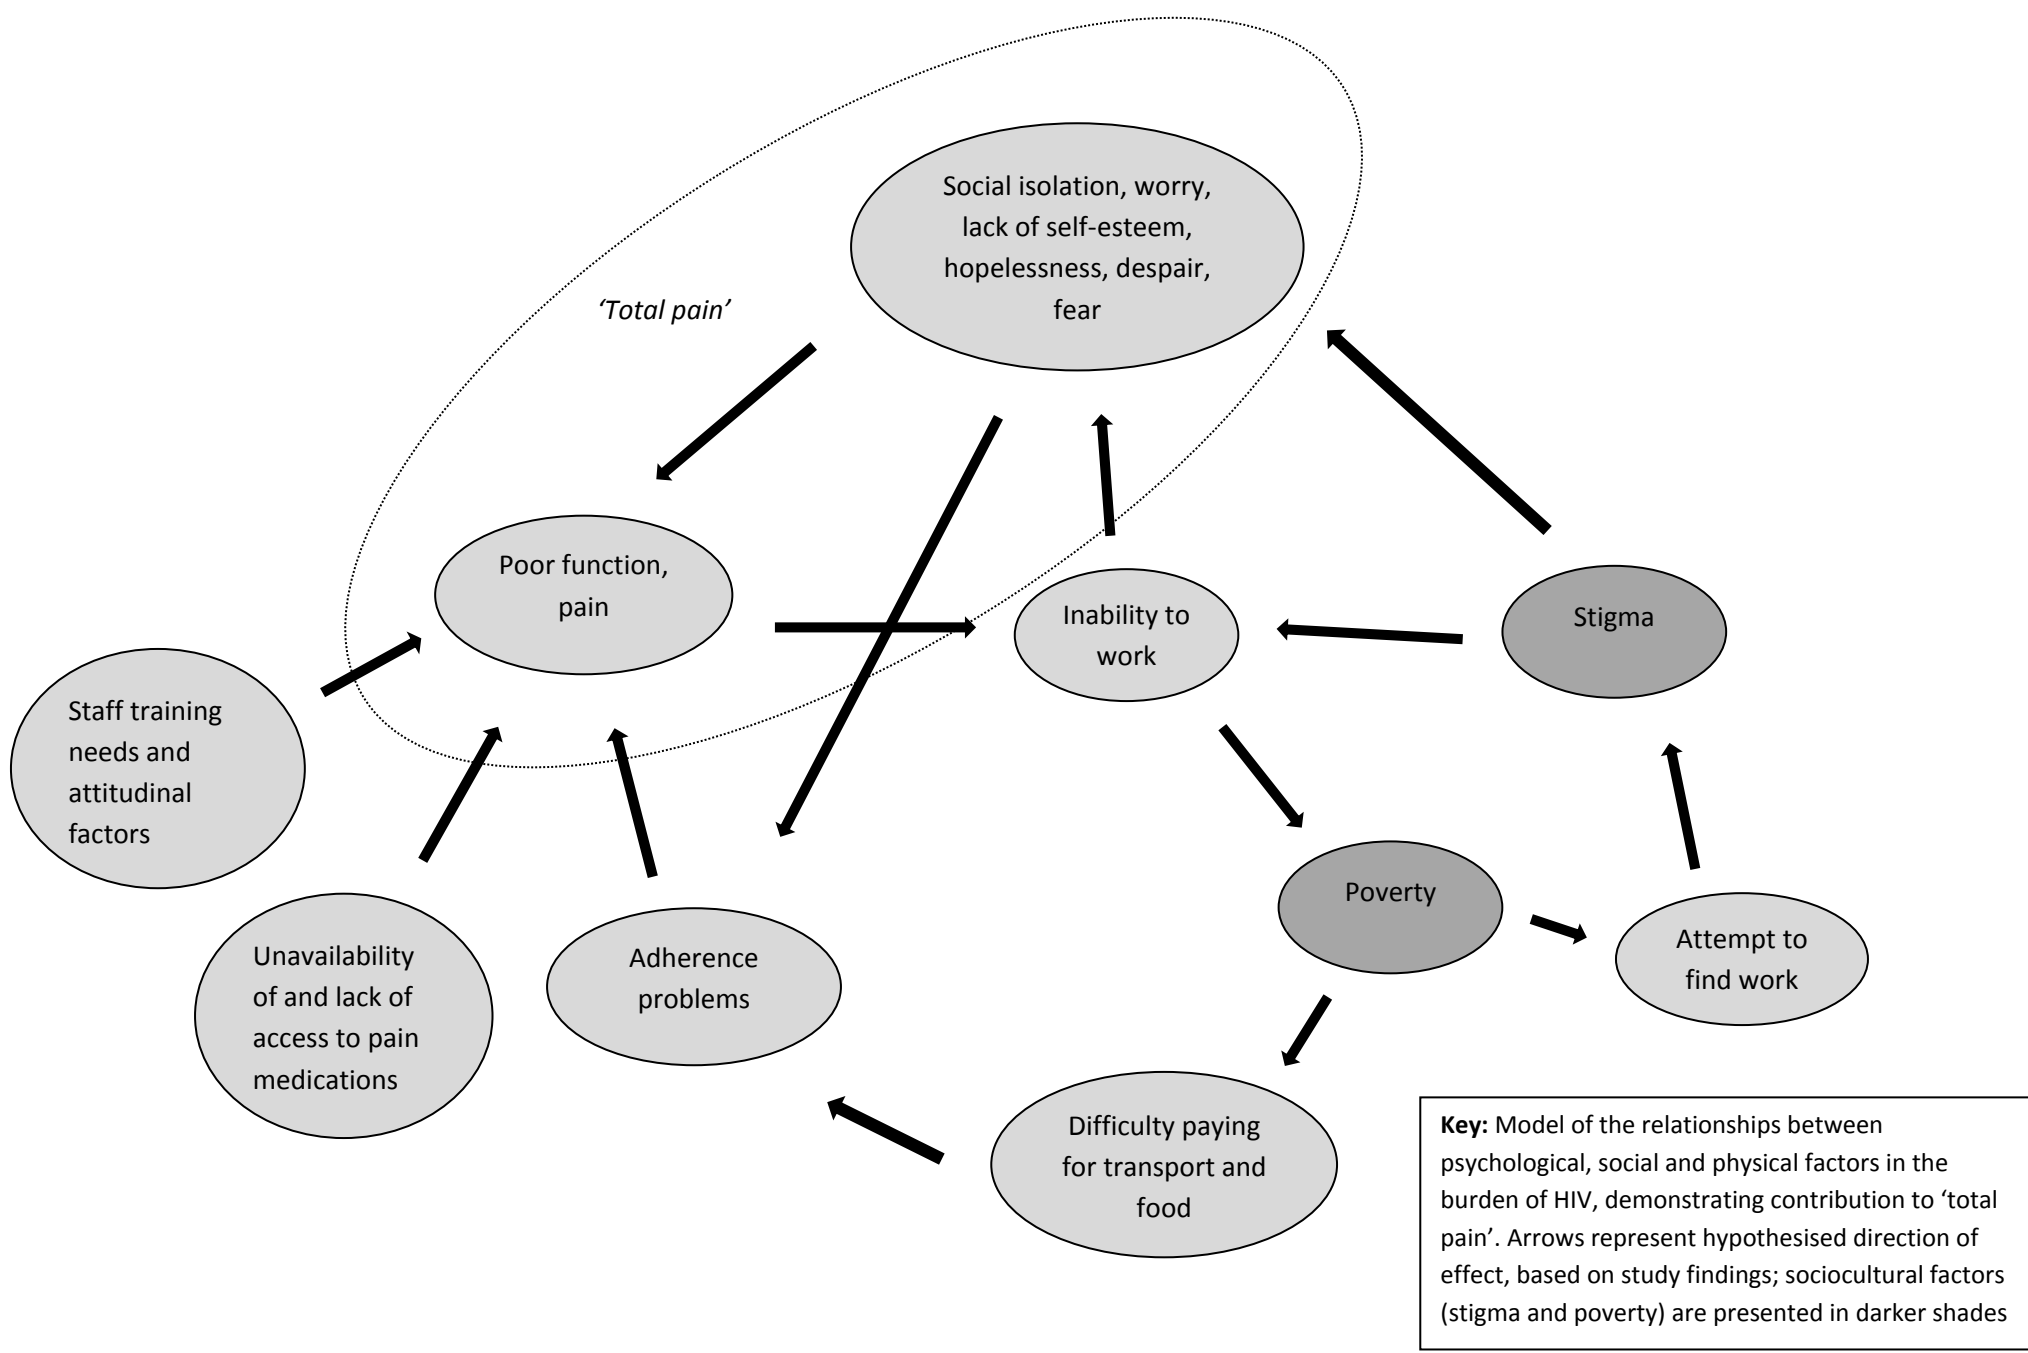 Social isolation, worry,
lack of self-esteem,
hopelessness, despair,
fear
‘Total pain’
Poor function,
pain
Inability to
work
Stigma
Staff training
needs and
attitudinal
factors
Poverty
Unavailability
of and lack of
access to pain
medications
Adherence
problems
Attempt to
find work
Difficulty paying
for transport and
food
Key: Model of the relationships between
psychological, social and physical factors in the
burden of HIV, demonstrating contribution to ‘total
pain’. Arrows represent hypothesised direction of
effect, based on study findings; sociocultural factors
(stigma and poverty) are presented in darker shades